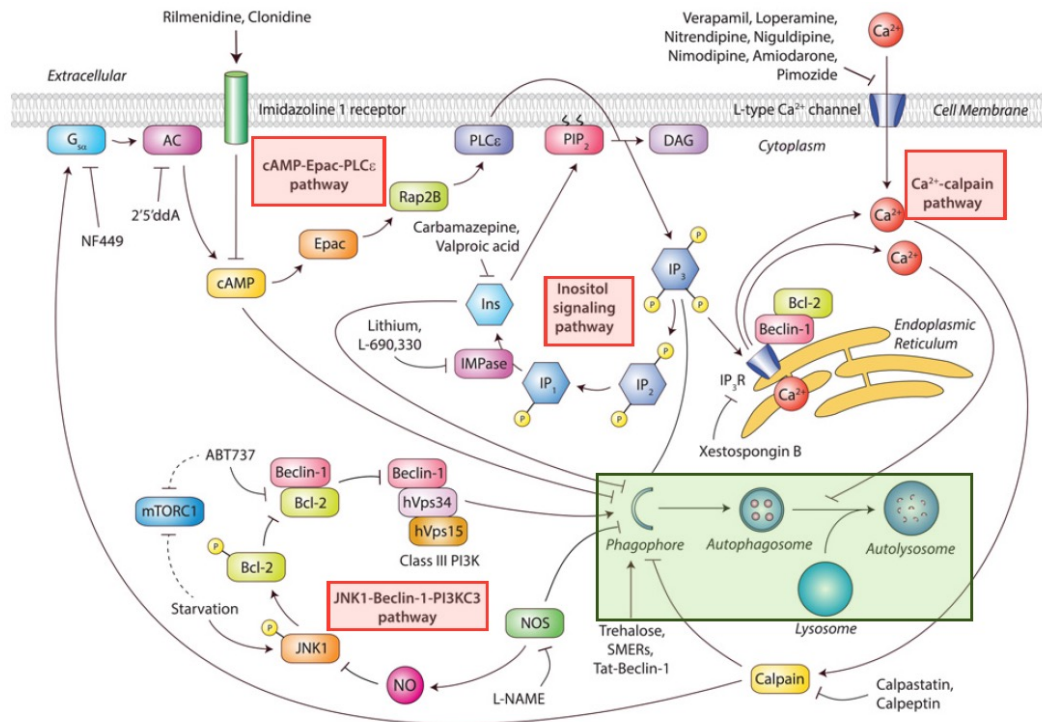 Rilmenidine, Clonidine
Verapamil, Loperamine,
Nitrendipine, Niguldipine,
Nimodipine, Amiodarone,
Pimozide
Ca²⁺
Extracellular
Imidazoline 1 receptor
L-type Ca²⁺ channel
Cell Membrane
Cytoplasm
Gsα
AC
PLCε
PIP₂
DAG
cAMP-Epac-PLCε
pathway
Ca²⁺-calpain
pathway
2'5'ddA
NF449
Rap2B
Epac
cAMP
Carbamazepine,
Valproic acid
Ca²⁺
Ca²⁺
P
IP₃
P
P
Ins
Inositol
signaling
pathway
Bcl-2
Beclin-1
Endoplasmic
Reticulum
Lithium,
L-690,330
IMPase
IP₁
P
IP₂
P
P
IP₃R
Ca²⁺
Xestospongin B
ABT737
Beclin-1
Bcl-2
Beclin-1
hVps34
hVps15
Class III PI3K
mTORC1
P
Bcl-2
Phagophore
Autophagosome
Autolysosome
Lysosome
Starvation
JNK1-Beclin-1-PI3KC3
pathway
P
JNK1
NOS
NO
L-NAME
Trehalose,
SMERs,
Tat-Beclin-1
Calpain
Calpastatin,
Calpeptin